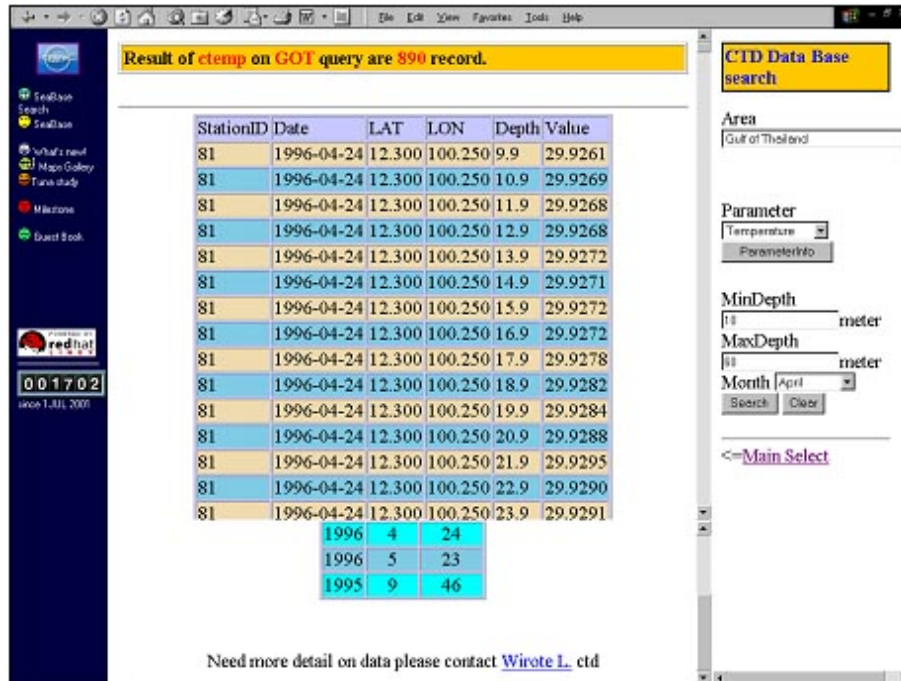 File Edit View Favorites Tools Help
SeaBase
Search
SeaBase
What's new!
Maps Gallery
Tuna study
Milestone
Guest Book
POWERED BY
redhat
LINUX
001702
since 1 JUL 2001
Result of ctemp on GOT query are 890 record.
StationID Date LAT LON Depth Value
81 1996-04-24 12.300 100.250 9.9 29.9261
81 1996-04-24 12.300 100.250 10.9 29.9269
81 1996-04-24 12.300 100.250 11.9 29.9268
81 1996-04-24 12.300 100.250 12.9 29.9268
81 1996-04-24 12.300 100.250 13.9 29.9272
81 1996-04-24 12.300 100.250 14.9 29.9271
81 1996-04-24 12.300 100.250 15.9 29.9272
81 1996-04-24 12.300 100.250 16.9 29.9272
81 1996-04-24 12.300 100.250 17.9 29.9278
81 1996-04-24 12.300 100.250 18.9 29.9282
81 1996-04-24 12.300 100.250 19.9 29.9284
81 1996-04-24 12.300 100.250 20.9 29.9288
81 1996-04-24 12.300 100.250 21.9 29.9295
81 1996-04-24 12.300 100.250 22.9 29.9290
81 1996-04-24 12.300 100.250 23.9 29.9291
1996 4 24
1996 5 23
1995 9 46
Need more detail on data please contact Wirote L. ctd
CTD Data Base
search
Area
Gulf of Thailand
Parameter
Temperature
ParameterInfo
MinDepth
10 meter
MaxDepth
meter
Month April
Search Clear
<=Main Select